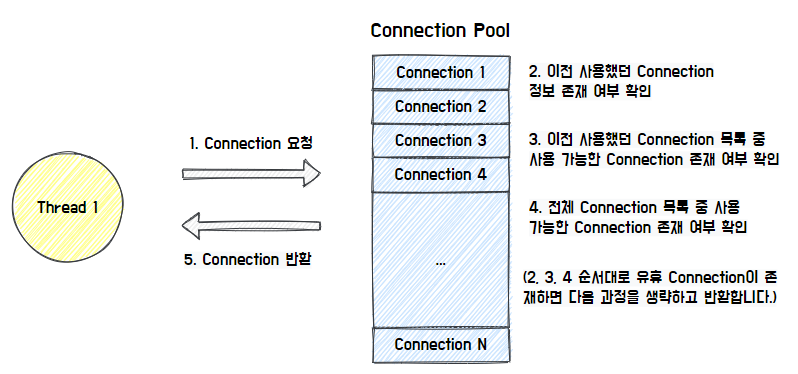 Connection Pool
Connection 1
Connection 2
Connection 3
Connection 4
...
Connection N
Thread 1
1. Connection 요청
5. Connection 반환
2. 이전 사용했던 Connection
정보 존재 여부 확인
3. 이전 사용했던 Connection 목록 중
사용 가능한 Connection 존재 여부 확인
4. 전체 Connection 목록 중 사용
가능한 Connection 존재 여부 확인
(2, 3, 4 순서대로 유휴 Connection이 존
재하면 다음 과정을 생략하고 반환합니다.)